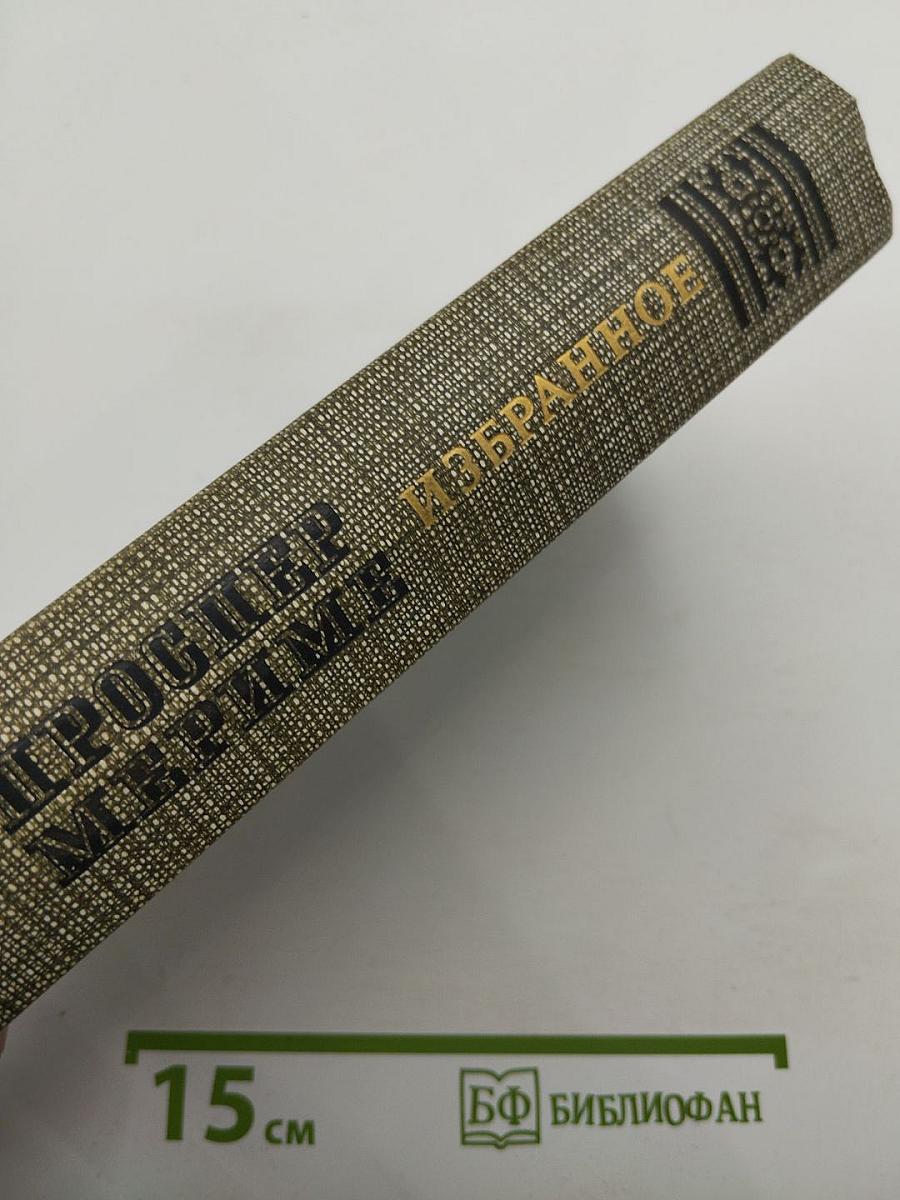 ПРОСПЕР
МЕРИМЕ
ИЗБРАННОЕ
15 см
БФ БИБЛИОФАН